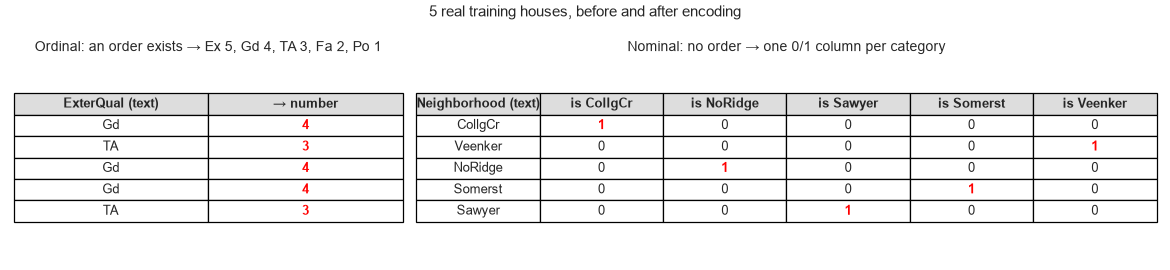 5 real training houses, before and after encoding
Ordinal: an order exists → Ex 5, Gd 4, TA 3, Fa 2, Po 1
Nominal: no order → one 0/1 column per category
ExterQual (text) → number
Gd 4
TA 3
Gd 4
Gd 4
TA 3
Neighborhood (text) is CollgCr is NoRidge is Sawyer is Somerst is Veenker
CollgCr 1 0 0 0 0
Veenker 0 0 0 0 1
NoRidge 0 1 0 0 0
Somerst 0 0 0 1 0
Sawyer 0 0 1 0 0